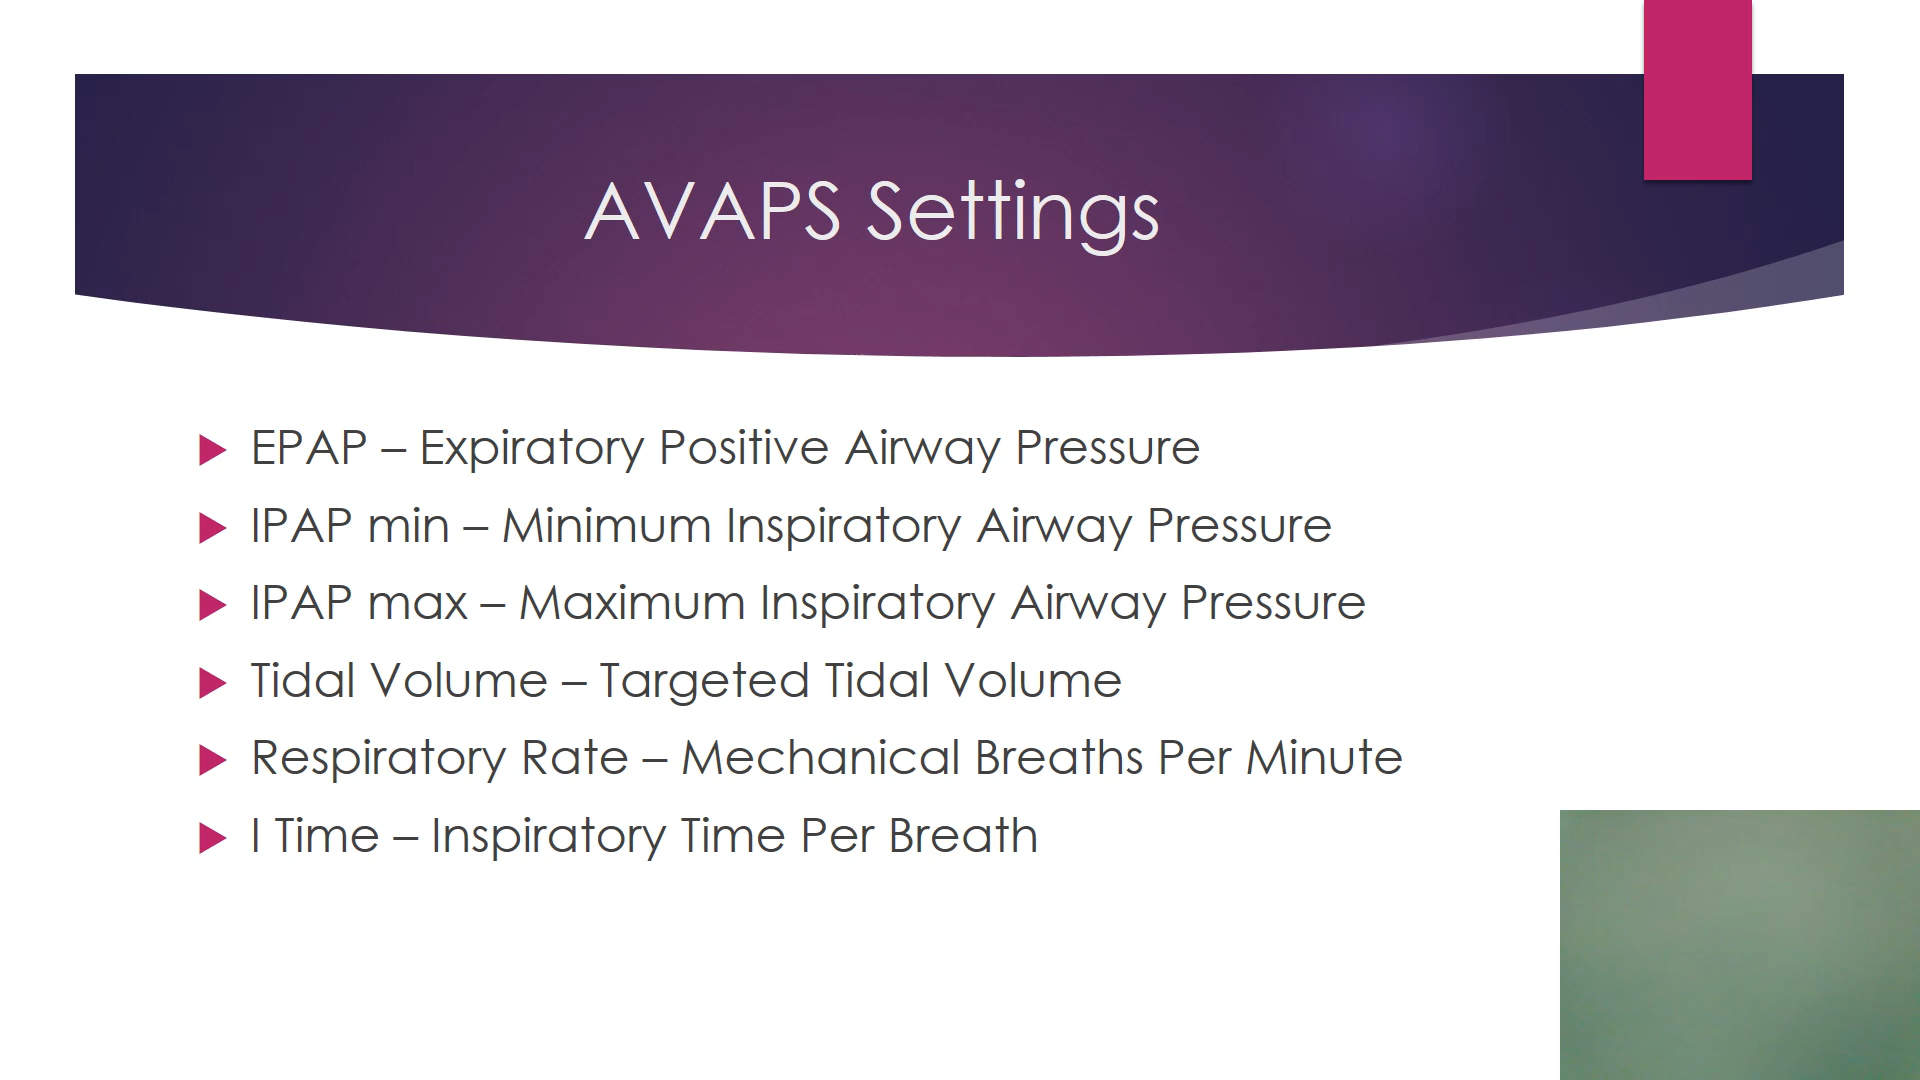 AVAPS Settings
EPAP – Expiratory Positive Airway Pressure
IPAP min – Minimum Inspiratory Airway Pressure
IPAP max – Maximum Inspiratory Airway Pressure
Tidal Volume – Targeted Tidal Volume
Respiratory Rate – Mechanical Breaths Per Minute
I Time – Inspiratory Time Per Breath